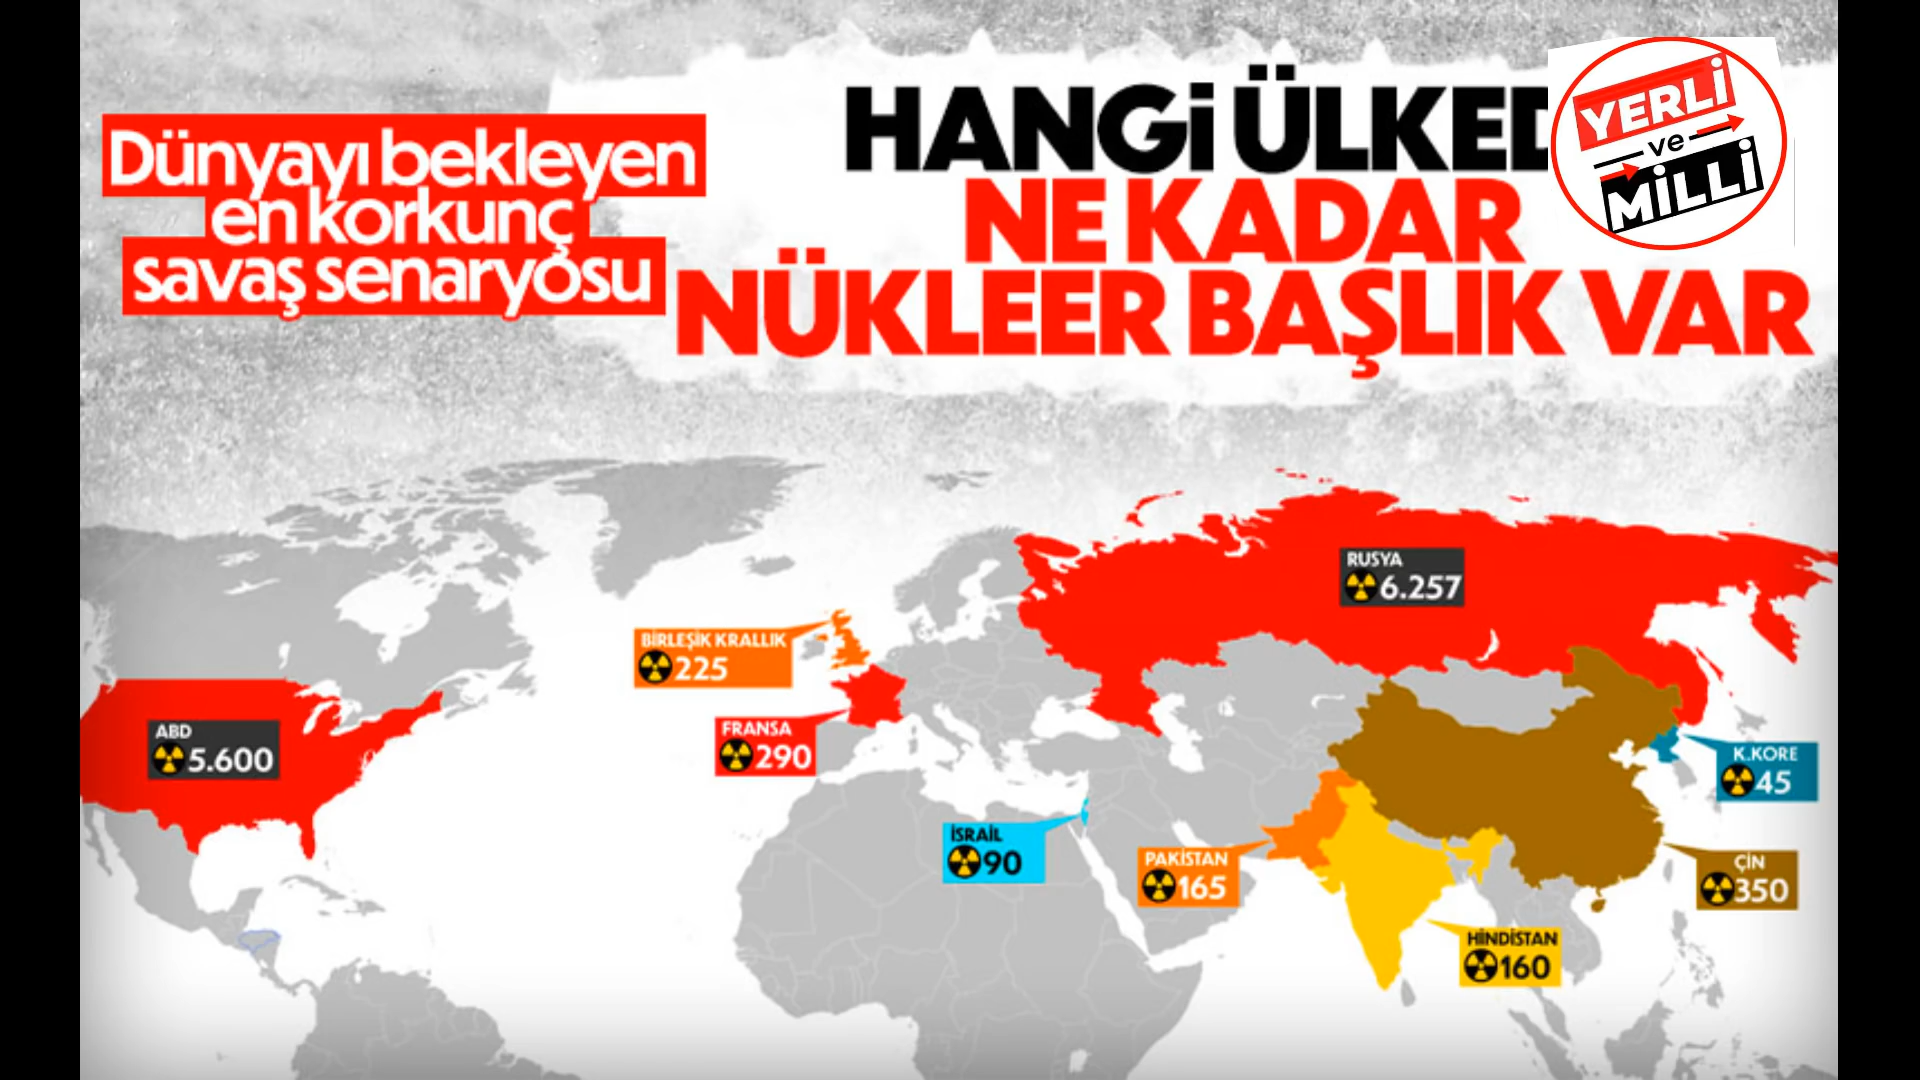 Dünyayı bekleyen
en korkunç
savaş senaryosu
HANGİ ÜLKED
NE KADAR
NÜKLEER BAŞLIK VAR
YERLİ
ve
MİLLİ
RUSYA
6.257
BİRLEŞİK KRALLIK
225
ABD
5.600
FRANSA
290
K.KORE
45
İSRAİL
90
PAKİSTAN
165
ÇİN
350
HİNDİSTAN
160